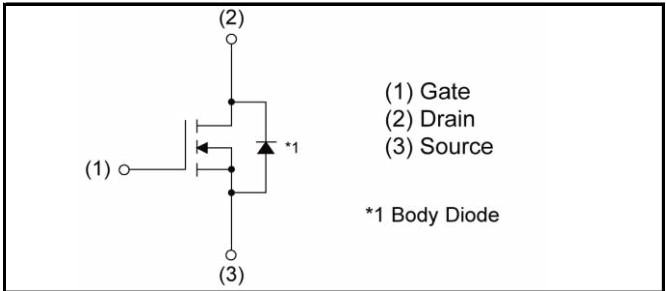 (2)
(1) Gate
(2) Drain
(3) Source
*1
(1)
*1 Body Diode
(3)